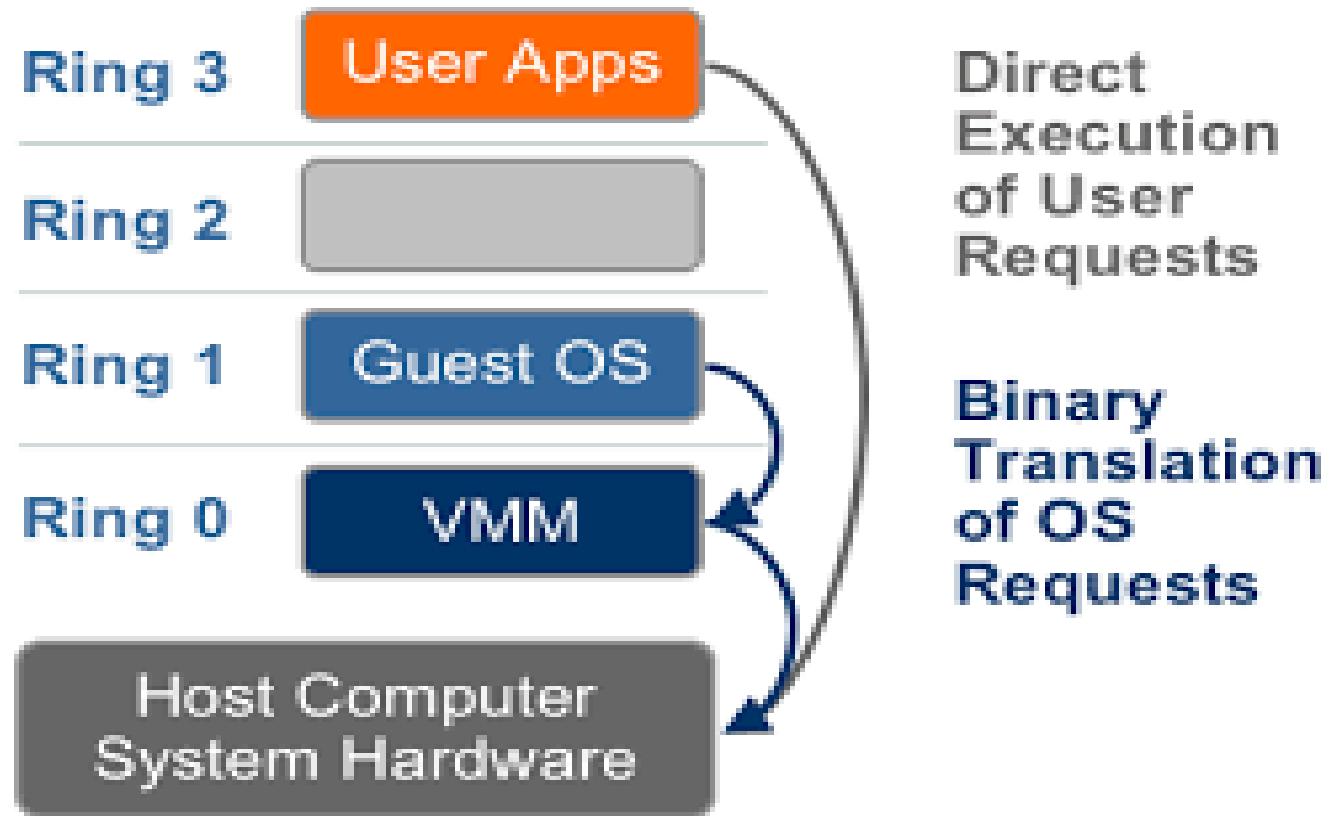 Ring 3
User Apps
Direct
Execution
of User
Requests
Ring 2
Ring 1
Guest OS
Binary
Translation
of OS
Requests
Ring 0
VMM
Host Computer
System Hardware